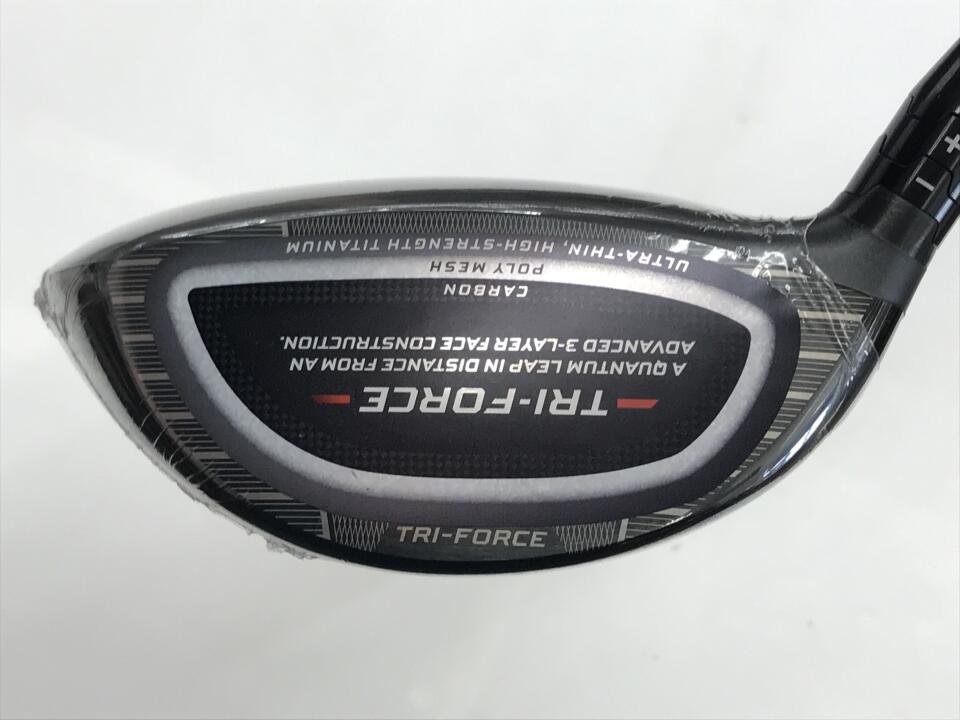 TRI-FORCE
A QUANTUM LEAP IN DISTANCE FROM AN
ADVANCED 3-LAYER FACE CONSTRUCTION.
CARBON
POLY MESH
ULTRA-THIN, HIGH-STRENGTH TITANIUM
TRI-FORCE
+
−